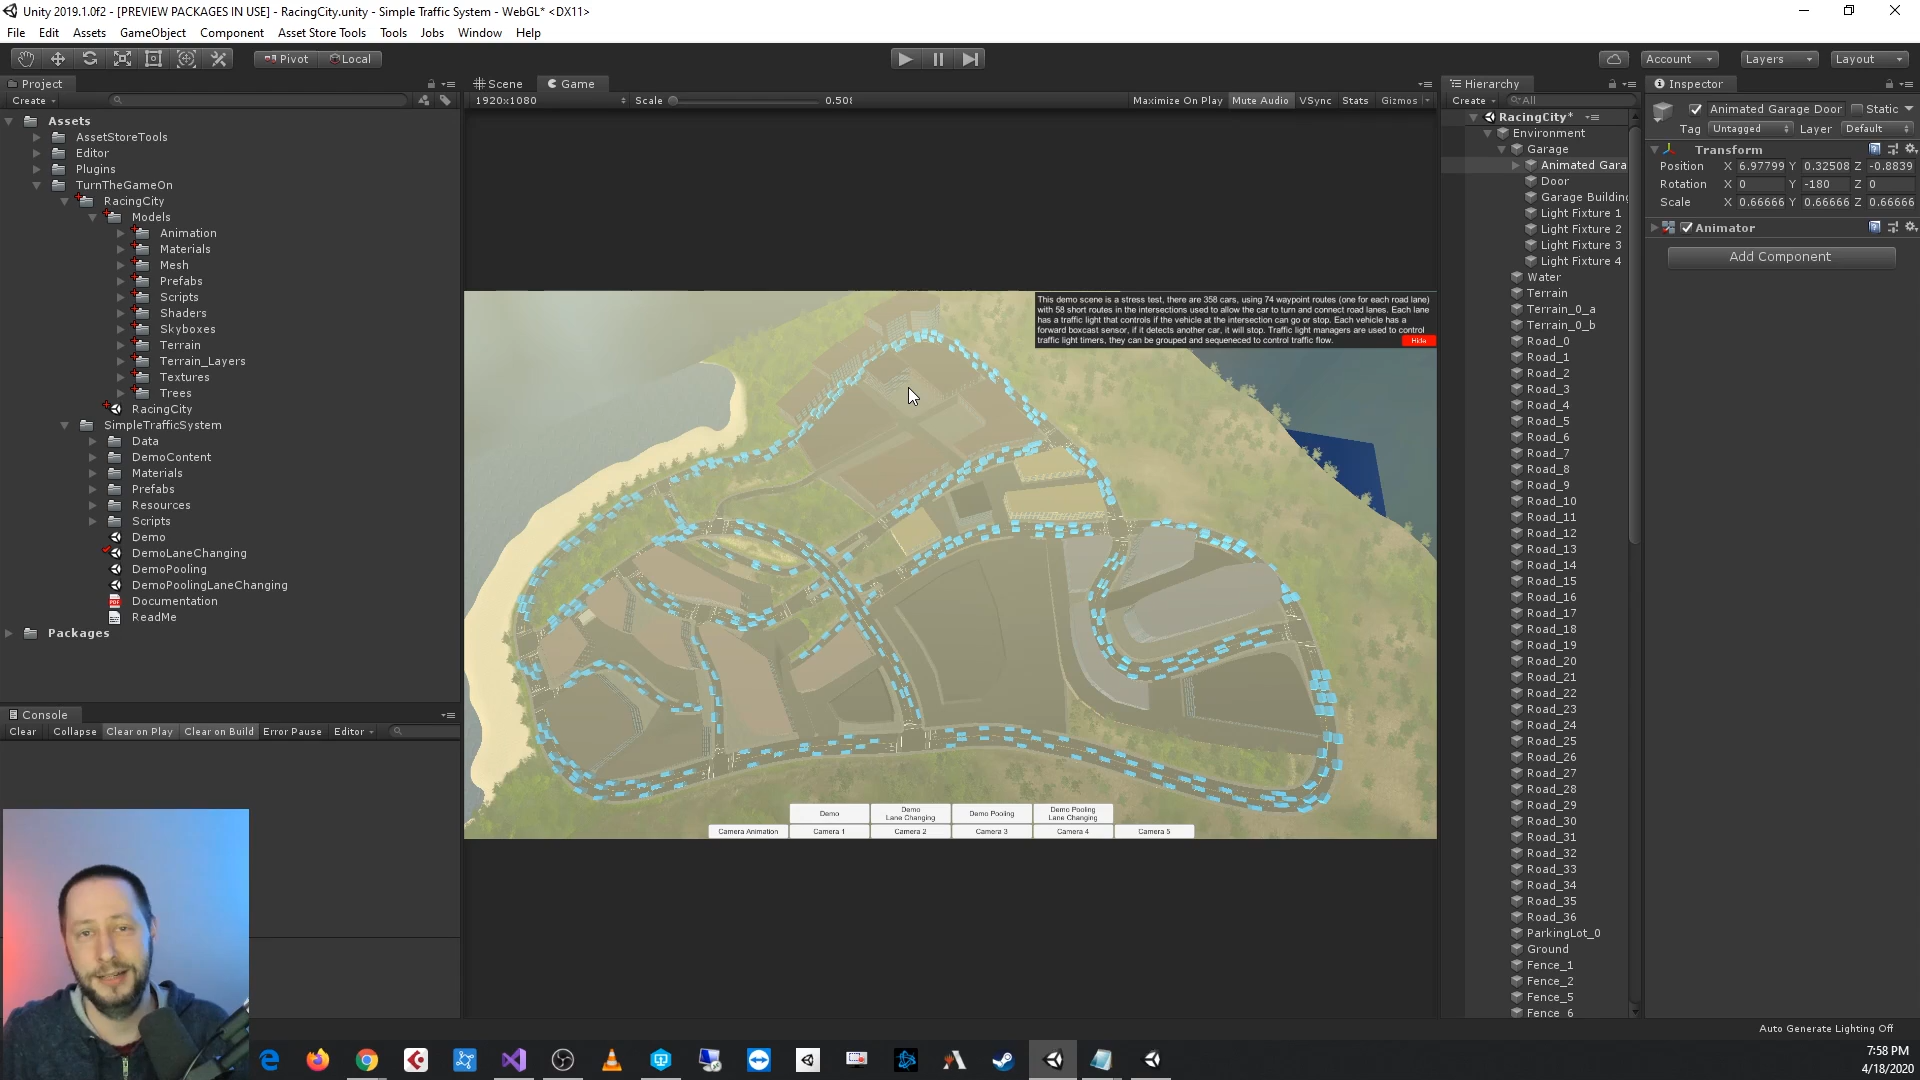 Unity 2019.1.0f2 - [PREVIEW PACKAGES IN USE] - RacingCity.unity - Simple Traffic System - WebGL* <DX11>
File Edit Assets GameObject Component Asset Store Tools Tools Jobs Window Help
Pivot Local Account Layers Layout
Project
Create
Assets
AssetStoreTools
Editor
Plugins
TurnTheGameOn
RacingCity
Models
Animation
Materials
Mesh
Prefabs
Scripts
Shaders
Skyboxes
Terrain
Terrain_Layers
Textures
Trees
RacingCity
SimpleTrafficSystem
Data
DemoContent
Materials
Prefabs
Resources
Scripts
Demo
DemoLaneChanging
DemoPooling
DemoPoolingLaneChanging
Documentation
ReadMe
Packages
Console
Clear Collapse Clear on Play Clear on Build Error Pause Editor
Scene Game
1920x1080 Scale 0.508 Maximize On Play Mute Audio VSync Stats Gizmos
This demo scene is a stress test, there are 358 cars, using 74 waypoint routes (one for each road lane)
with 58 short routes in the intersections used to allow the car to turn and connect road lanes. Each lane
has a traffic light that controls if the vehicle at the intersection can go or stop. Each vehicle has a
forward boxcast sensor, if it detects another car, it will stop. Traffic light managers are used to control
traffic light timers, they can be grouped and sequeneced to control traffic flow.
Hide
Demo
Demo
Lane Changing
Demo Pooling
Demo Pooling
Lane Changing
Camera Animation Camera 1 Camera 2 Camera 3 Camera 4 Camera 5
Hierarchy
Create All
RacingCity*
Environment
Garage
Animated Gara
Door
Garage Building
Light Fixture 1
Light Fixture 2
Light Fixture 3
Light Fixture 4
Water
Terrain
Terrain_0_a
Terrain_0_b
Road_0
Road_1
Road_2
Road_3
Road_4
Road_5
Road_6
Road_7
Road_8
Road_9
Road_10
Road_11
Road_12
Road_13
Road_14
Road_15
Road_16
Road_17
Road_18
Road_19
Road_20
Road_21
Road_22
Road_23
Road_24
Road_25
Road_26
Road_27
Road_28
Road_29
Road_30
Road_31
Road_32
Road_33
Road_34
Road_35
Road_36
ParkingLot_0
Ground
Fence_1
Fence_2
Fence_5
Fence_6
Inspector
Animated Garage Door Static
Tag Untagged Layer Default
Transform
Position X 6.97799 Y 0.32508 Z -0.8839
Rotation X 0 Y -180 Z 0
Scale X 0.66666 Y 0.66666 Z 0.66666
Animator
Add Component
Auto Generate Lighting Off
7:58 PM
4/18/2020